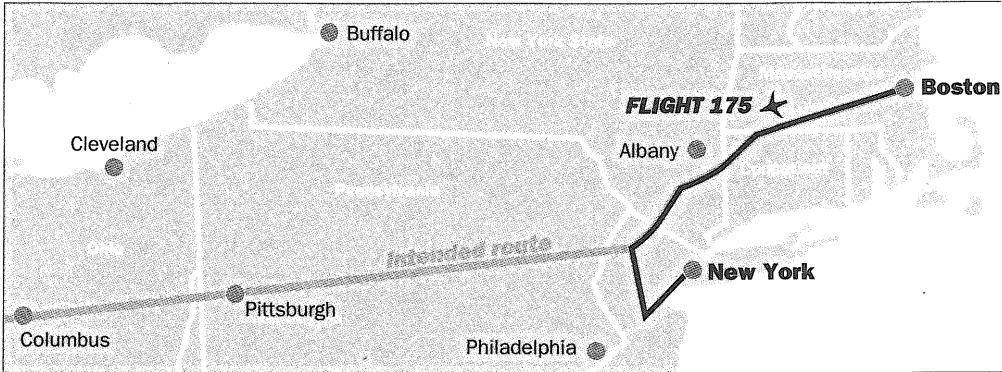 Buffalo
New York State
Massachusetts
Boston
FLIGHT 175
Cleveland
Albany
Connecticut
Pennsylvania
Ohio
Intended route
New York
Pittsburgh
Columbus
Philadelphia